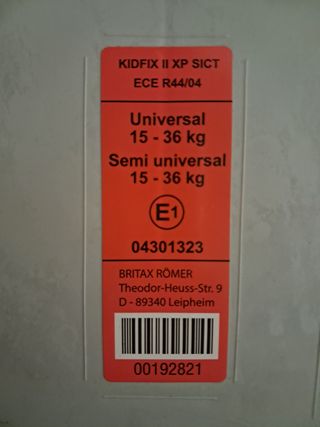 KIDFIX II XP SICT
ECE R44/04
Universal
15 - 36 kg
Semi universal
15 - 36 kg
E1
04301323
BRITAX RÖMER
Theodor-Heuss-Str. 9
D - 89340 Leipheim
00192821